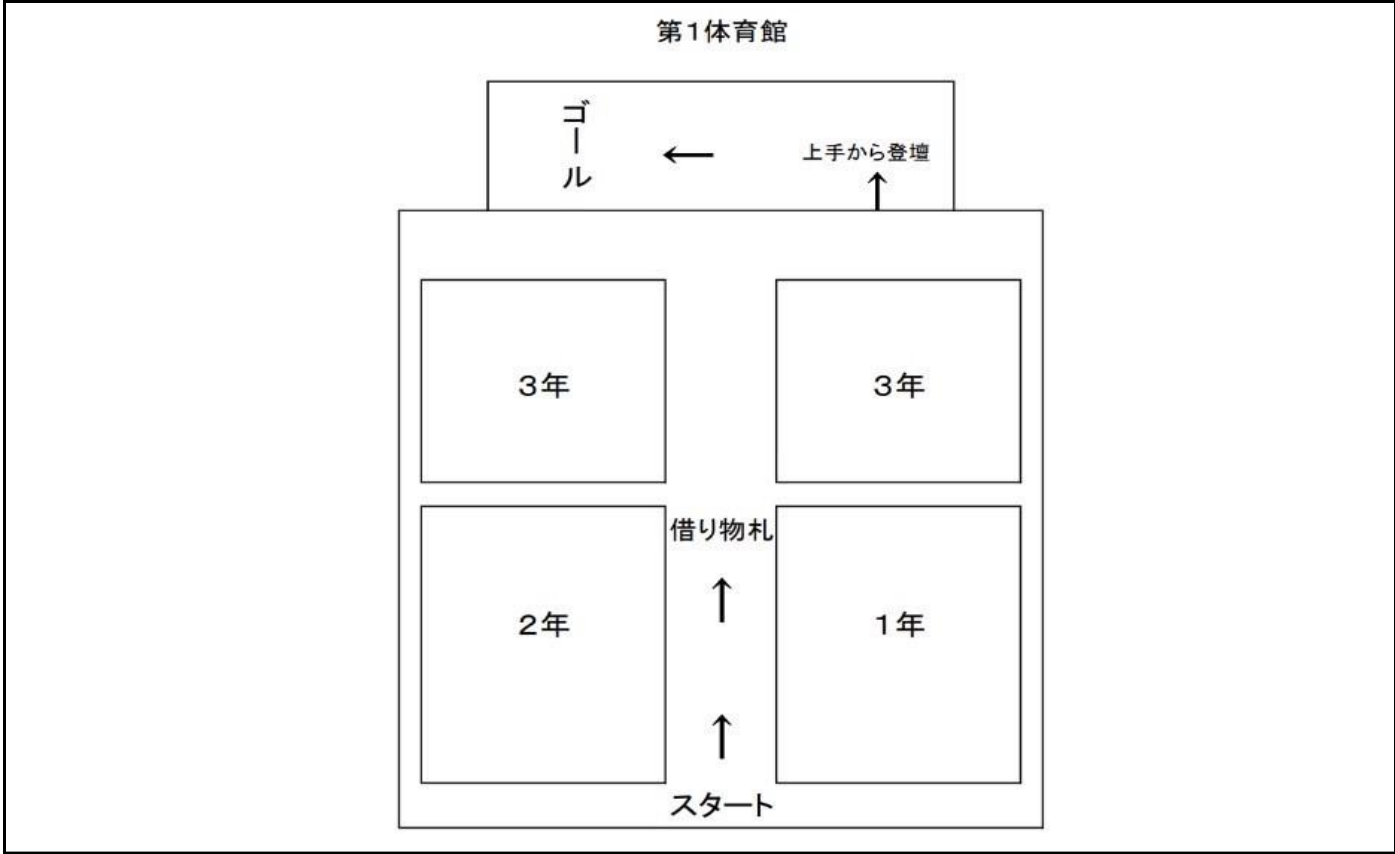 第１体育館
ゴール
←
上手から登壇
↑
３年
３年
借り物札
↑
２年
１年
↑
スタート